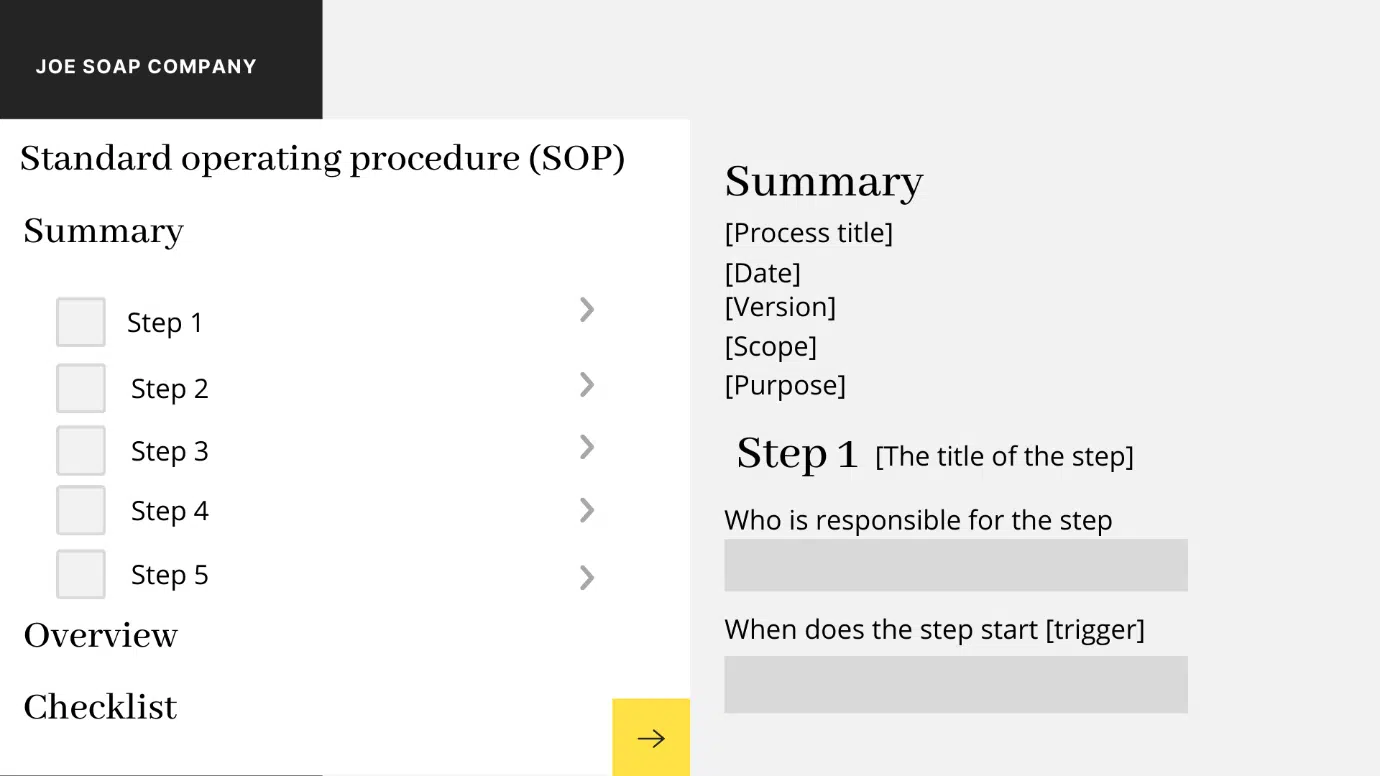 JOE SOAP COMPANY
Standard operating procedure (SOP)
Summary
Step 1
Step 2
Step 3
Step 4
Step 5
Overview
Checklist
Summary
[Process title]
[Date]
[Version]
[Scope]
[Purpose]
Step 1 [The title of the step]
Who is responsible for the step
When does the step start [trigger]